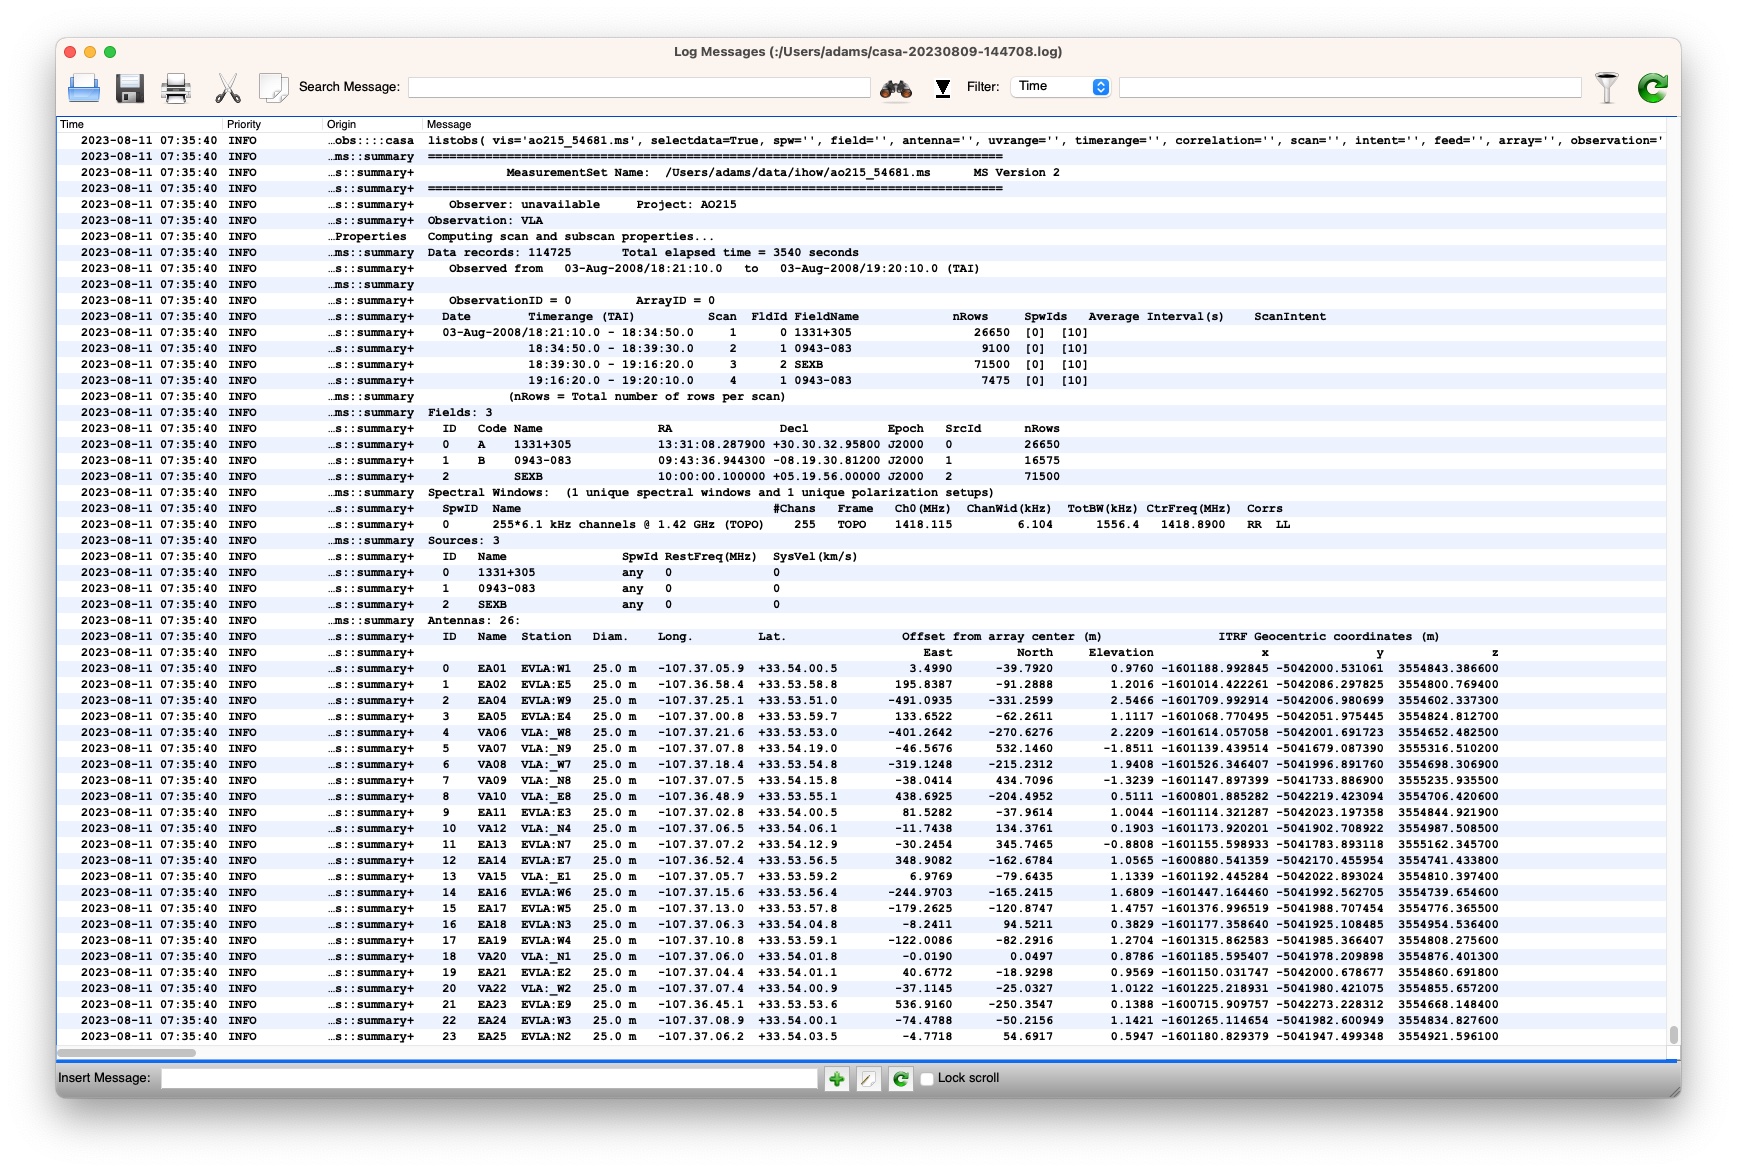 Log Messages (:/Users/adams/casa-20230809-144708.log)
Search Message: Filter: Time
Time Priority Origin Message
2023-08-11 07:35:40 INFO …obs::::casa listobs( vis='ao215_54681.ms', selectdata=True, spw='', field='', antenna='', uvrange='', timerange='', correlation='', scan='', intent='', feed='', array='', observation='
2023-08-11 07:35:40 INFO …ms::summary ================================================================================
2023-08-11 07:35:40 INFO …s::summary+ MeasurementSet Name: /Users/adams/data/ihow/ao215_54681.ms MS Version 2
2023-08-11 07:35:40 INFO …s::summary+ ================================================================================
2023-08-11 07:35:40 INFO …s::summary+ Observer: unavailable Project: AO215
2023-08-11 07:35:40 INFO …s::summary+ Observation: VLA
2023-08-11 07:35:40 INFO …Properties Computing scan and subscan properties...
2023-08-11 07:35:40 INFO …ms::summary Data records: 114725 Total elapsed time = 3540 seconds
2023-08-11 07:35:40 INFO …s::summary+ Observed from 03-Aug-2008/18:21:10.0 to 03-Aug-2008/19:20:10.0 (TAI)
2023-08-11 07:35:40 INFO …ms::summary
2023-08-11 07:35:40 INFO …s::summary+ ObservationID = 0 ArrayID = 0
2023-08-11 07:35:40 INFO …s::summary+ Date Timerange (TAI) Scan FldId FieldName nRows SpwIds Average Interval(s) ScanIntent
2023-08-11 07:35:40 INFO …s::summary+ 03-Aug-2008/18:21:10.0 - 18:34:50.0 1 0 1331+305 26650 [0] [10]
2023-08-11 07:35:40 INFO …s::summary+ 18:34:50.0 - 18:39:30.0 2 1 0943-083 9100 [0] [10]
2023-08-11 07:35:40 INFO …s::summary+ 18:39:30.0 - 19:16:20.0 3 2 SEXB 71500 [0] [10]
2023-08-11 07:35:40 INFO …s::summary+ 19:16:20.0 - 19:20:10.0 4 1 0943-083 7475 [0] [10]
2023-08-11 07:35:40 INFO …ms::summary (nRows = Total number of rows per scan)
2023-08-11 07:35:40 INFO …ms::summary Fields: 3
2023-08-11 07:35:40 INFO …s::summary+ ID Code Name RA Decl Epoch SrcId nRows
2023-08-11 07:35:40 INFO …s::summary+ 0 A 1331+305 13:31:08.287900 +30.30.32.95800 J2000 0 26650
2023-08-11 07:35:40 INFO …s::summary+ 1 B 0943-083 09:43:36.944300 -08.19.30.81200 J2000 1 16575
2023-08-11 07:35:40 INFO …s::summary+ 2 SEXB 10:00:00.100000 +05.19.56.00000 J2000 2 71500
2023-08-11 07:35:40 INFO …ms::summary Spectral Windows: (1 unique spectral windows and 1 unique polarization setups)
2023-08-11 07:35:40 INFO …s::summary+ SpwID Name #Chans Frame Ch0(MHz) ChanWid(kHz) TotBW(kHz) CtrFreq(MHz) Corrs
2023-08-11 07:35:40 INFO …s::summary+ 0 255*6.1 kHz channels @ 1.42 GHz (TOPO) 255 TOPO 1418.115 6.104 1556.4 1418.8900 RR LL
2023-08-11 07:35:40 INFO …ms::summary Sources: 3
2023-08-11 07:35:40 INFO …s::summary+ ID Name SpwId RestFreq(MHz) SysVel(km/s)
2023-08-11 07:35:40 INFO …s::summary+ 0 1331+305 any 0 0
2023-08-11 07:35:40 INFO …s::summary+ 1 0943-083 any 0 0
2023-08-11 07:35:40 INFO …s::summary+ 2 SEXB any 0 0
2023-08-11 07:35:40 INFO …ms::summary Antennas: 26:
2023-08-11 07:35:40 INFO …s::summary+ ID Name Station Diam. Long. Lat. Offset from array center (m) ITRF Geocentric coordinates (m)
2023-08-11 07:35:40 INFO …s::summary+ East North Elevation x y z
2023-08-11 07:35:40 INFO …s::summary+ 0 EA01 EVLA:W1 25.0 m -107.37.05.9 +33.54.00.5 3.4990 -39.7920 0.9760 -1601188.992845 -5042000.531061 3554843.386600
2023-08-11 07:35:40 INFO …s::summary+ 1 EA02 EVLA:E5 25.0 m -107.36.58.4 +33.53.58.8 195.8387 -91.2888 1.2016 -1601014.422261 -5042086.297825 3554800.769400
2023-08-11 07:35:40 INFO …s::summary+ 2 EA04 EVLA:W9 25.0 m -107.37.25.1 +33.53.51.0 -491.0935 -331.2599 2.5466 -1601709.992914 -5042006.980699 3554602.337300
2023-08-11 07:35:40 INFO …s::summary+ 3 EA05 EVLA:E4 25.0 m -107.37.00.8 +33.53.59.7 133.6522 -62.2611 1.1117 -1601068.770495 -5042051.975445 3554824.812700
2023-08-11 07:35:40 INFO …s::summary+ 4 VA06 VLA:_W8 25.0 m -107.37.21.6 +33.53.53.0 -401.2642 -270.6276 2.2209 -1601614.057058 -5042001.691723 3554652.482500
2023-08-11 07:35:40 INFO …s::summary+ 5 VA07 VLA:_N9 25.0 m -107.37.07.8 +33.54.19.0 -46.5676 532.1460 -1.8511 -1601139.439514 -5041679.087390 3555316.510200
2023-08-11 07:35:40 INFO …s::summary+ 6 VA08 VLA:_W7 25.0 m -107.37.18.4 +33.53.54.8 -319.1248 -215.2312 1.9408 -1601526.346407 -5041996.891760 3554698.306900
2023-08-11 07:35:40 INFO …s::summary+ 7 VA09 VLA:_N8 25.0 m -107.37.07.5 +33.54.15.8 -38.0414 434.7096 -1.3239 -1601147.897399 -5041733.886900 3555235.935500
2023-08-11 07:35:40 INFO …s::summary+ 8 VA10 VLA:_E8 25.0 m -107.36.48.9 +33.53.55.1 438.6925 -204.4952 0.5111 -1600801.885282 -5042219.423094 3554706.420600
2023-08-11 07:35:40 INFO …s::summary+ 9 EA11 EVLA:E3 25.0 m -107.37.02.8 +33.54.00.5 81.5282 -37.9614 1.0044 -1601114.321287 -5042023.197358 3554844.921900
2023-08-11 07:35:40 INFO …s::summary+ 10 VA12 VLA:_N4 25.0 m -107.37.06.5 +33.54.06.1 -11.7438 134.3761 0.1903 -1601173.920201 -5041902.708922 3554987.508500
2023-08-11 07:35:40 INFO …s::summary+ 11 EA13 EVLA:N7 25.0 m -107.37.07.2 +33.54.12.9 -30.2454 345.7465 -0.8808 -1601155.598933 -5041783.893118 3555162.345700
2023-08-11 07:35:40 INFO …s::summary+ 12 EA14 EVLA:E7 25.0 m -107.36.52.4 +33.53.56.5 348.9082 -162.6784 1.0565 -1600880.541359 -5042170.455954 3554741.433800
2023-08-11 07:35:40 INFO …s::summary+ 13 VA15 VLA:_E1 25.0 m -107.37.05.7 +33.53.59.2 6.9769 -79.6435 1.1339 -1601192.445284 -5042022.893024 3554810.397400
2023-08-11 07:35:40 INFO …s::summary+ 14 EA16 EVLA:W6 25.0 m -107.37.15.6 +33.53.56.4 -244.9703 -165.2415 1.6809 -1601447.164460 -5041992.562705 3554739.654600
2023-08-11 07:35:40 INFO …s::summary+ 15 EA17 EVLA:W5 25.0 m -107.37.13.0 +33.53.57.8 -179.2625 -120.8747 1.4757 -1601376.996519 -5041988.707454 3554776.365500
2023-08-11 07:35:40 INFO …s::summary+ 16 EA18 EVLA:N3 25.0 m -107.37.06.3 +33.54.04.8 -8.2411 94.5211 0.3829 -1601177.358640 -5041925.108485 3554954.536400
2023-08-11 07:35:40 INFO …s::summary+ 17 EA19 EVLA:W4 25.0 m -107.37.10.8 +33.53.59.1 -122.0086 -82.2916 1.2704 -1601315.862583 -5041985.366407 3554808.275600
2023-08-11 07:35:40 INFO …s::summary+ 18 VA20 VLA:_N1 25.0 m -107.37.06.0 +33.54.01.8 -0.0190 0.0497 0.8786 -1601185.595407 -5041978.209898 3554876.401300
2023-08-11 07:35:40 INFO …s::summary+ 19 EA21 EVLA:E2 25.0 m -107.37.04.4 +33.54.01.1 40.6772 -18.9298 0.9569 -1601150.031747 -5042000.678677 3554860.691800
2023-08-11 07:35:40 INFO …s::summary+ 20 VA22 VLA:_W2 25.0 m -107.37.07.4 +33.54.00.9 -37.1145 -25.0327 1.0122 -1601225.218931 -5041980.421075 3554855.657200
2023-08-11 07:35:40 INFO …s::summary+ 21 EA23 EVLA:E9 25.0 m -107.36.45.1 +33.53.53.6 536.9160 -250.3547 0.1388 -1600715.909757 -5042273.228312 3554668.148400
2023-08-11 07:35:40 INFO …s::summary+ 22 EA24 EVLA:W3 25.0 m -107.37.08.9 +33.54.00.1 -74.4788 -50.2156 1.1421 -1601265.114654 -5041982.600949 3554834.827600
2023-08-11 07:35:40 INFO …s::summary+ 23 EA25 EVLA:N2 25.0 m -107.37.06.2 +33.54.03.5 -4.7718 54.6917 0.5947 -1601180.829379 -5041947.499348 3554921.596100
Insert Message: Lock scroll